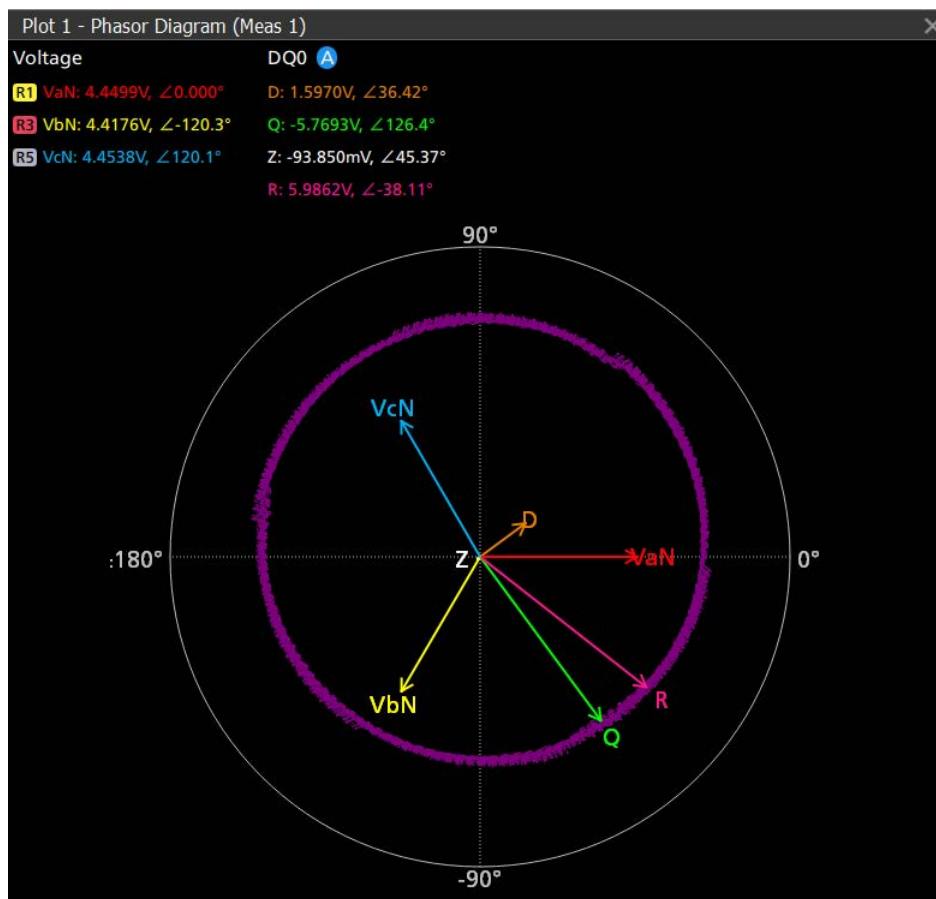 Plot 1 - Phasor Diagram (Meas 1)
Voltage DQ0 A
R1 VaN: 4.4499V, ∠0.000° D: 1.5970V, ∠36.42°
R3 VbN: 4.4176V, ∠-120.3° Q: -5.7693V, ∠126.4°
R5 VcN: 4.4538V, ∠120.1° Z: -93.850mV, ∠45.37°
R: 5.9862V, ∠-38.11°
90°
VcN
D
:180° Z VaN 0°
VbN R
Q
-90°